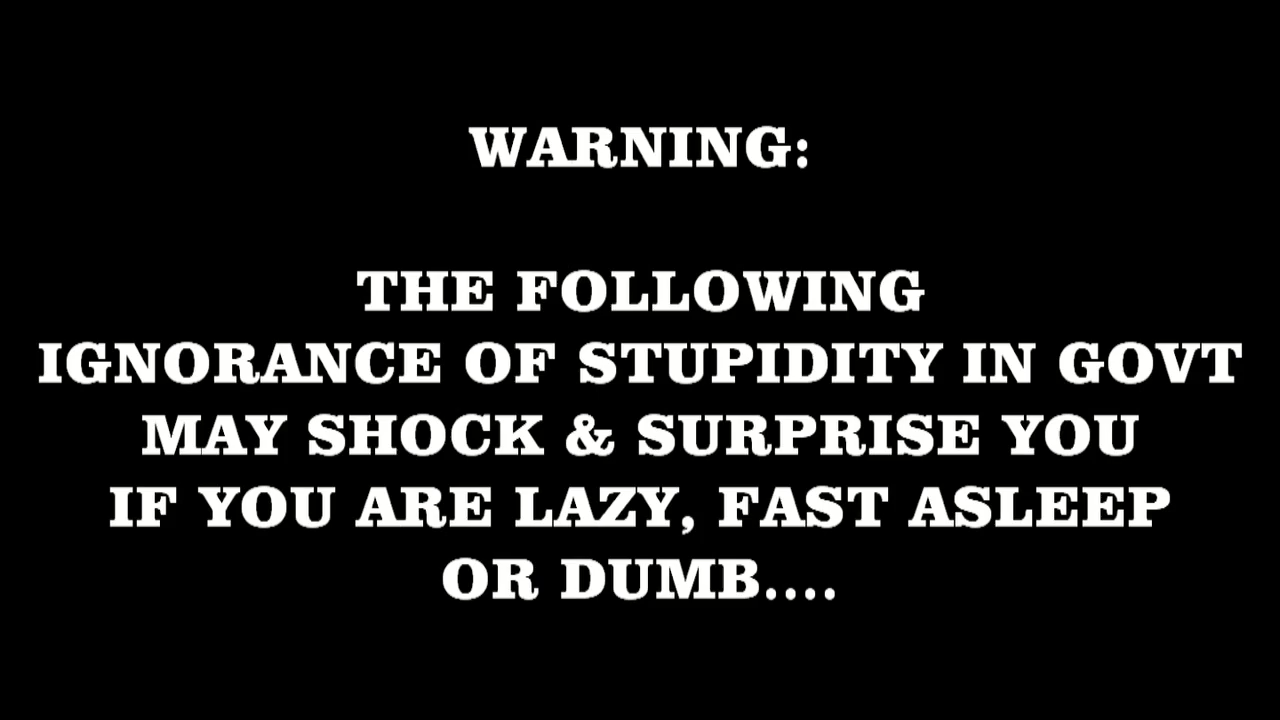 WARNING:
THE FOLLOWING
IGNORANCE OF STUPIDITY IN GOVT
MAY SHOCK & SURPRISE YOU
IF YOU ARE LAZY, FAST ASLEEP
OR DUMB....